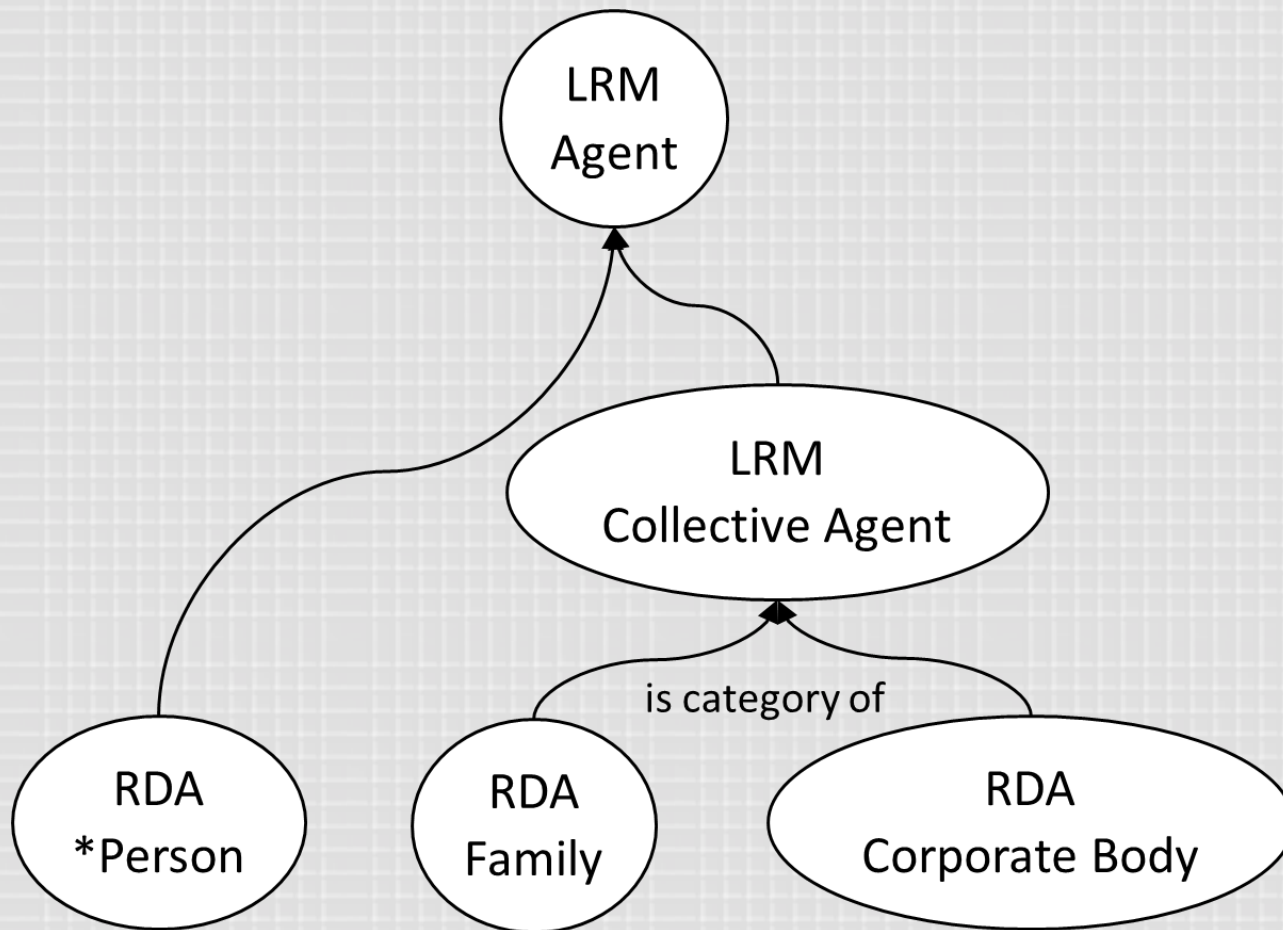 LRM
Agent
LRM
Collective Agent
is category of
RDA
*Person
RDA
Family
RDA
Corporate Body